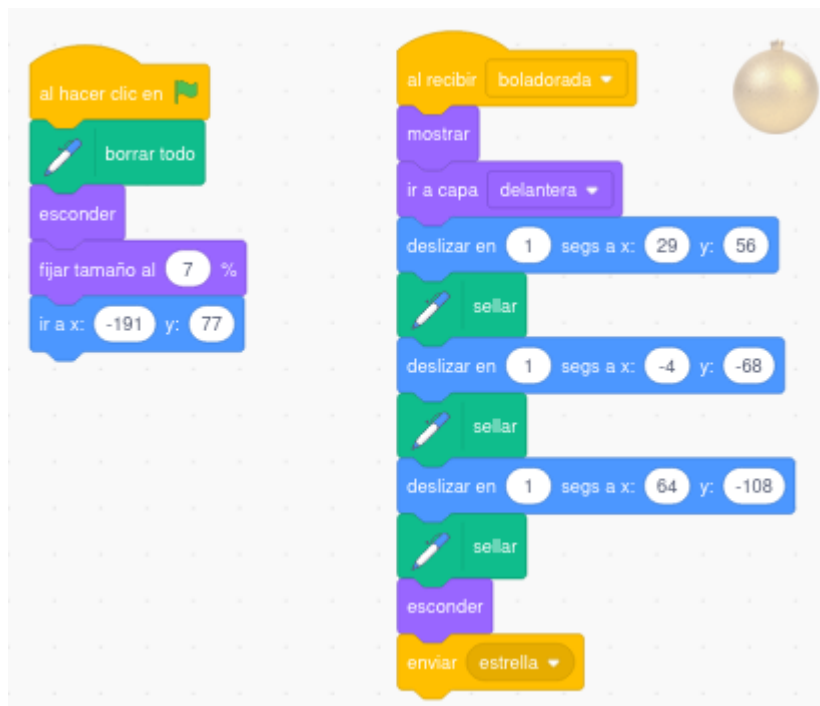 al hacer clic en
borrar todo
esconder
fijar tamaño al 7 %
ir a x: -191 y: 77
al recibir boladorada
mostrar
ir a capa delantera
deslizar en 1 segs a x: 29 y: 56
sellar
deslizar en 1 segs a x: -4 y: -68
sellar
deslizar en 1 segs a x: 64 y: -108
sellar
esconder
enviar estrella